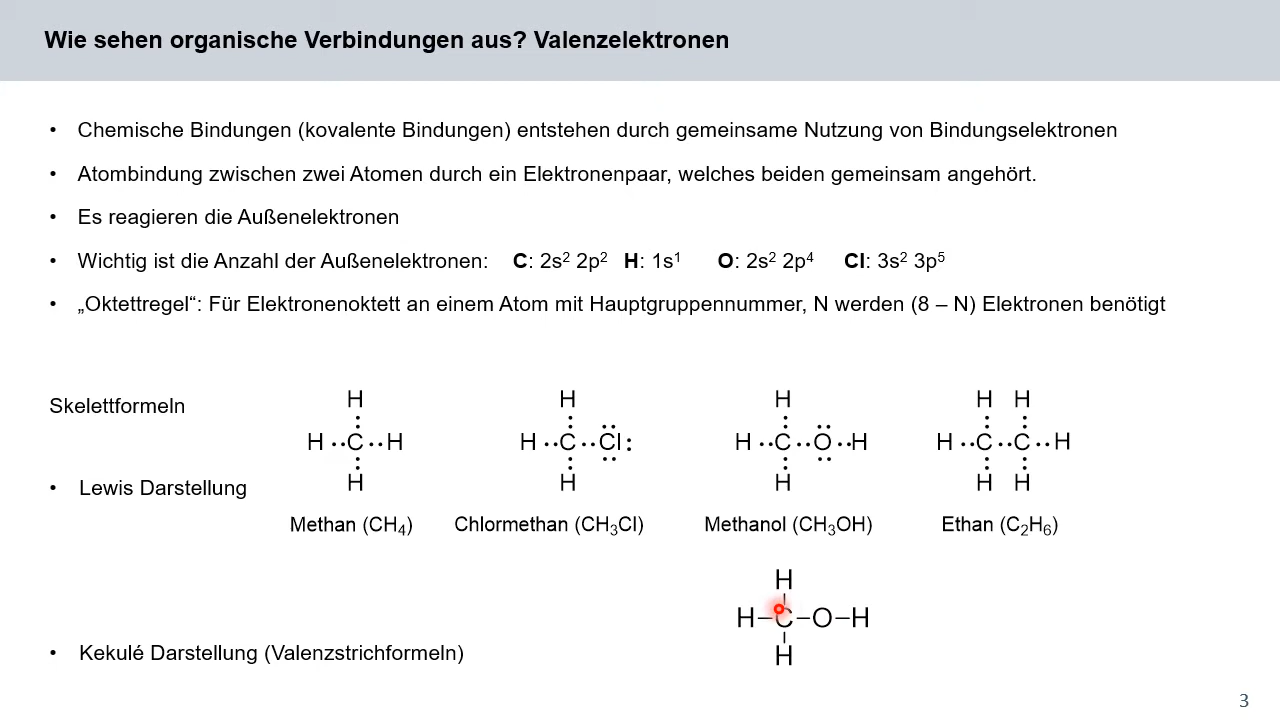 Wie sehen organische Verbindungen aus? Valenzelektronen
• Chemische Bindungen (kovalente Bindungen) entstehen durch gemeinsame Nutzung von Bindungselektronen
• Atombindung zwischen zwei Atomen durch ein Elektronenpaar, welches beiden gemeinsam angehört.
• Es reagieren die Außenelektronen
• Wichtig ist die Anzahl der Außenelektronen: C: 2s² 2p² H: 1s¹ O: 2s² 2p⁴ Cl: 3s² 3p⁵
• „Oktettregel“: Für Elektronenoktett an einem Atom mit Hauptgruppennummer, N werden (8 – N) Elektronen benötigt
Skelettformeln
H H H H H
H··C··H H··C··Cl: H··C··O··H H··C··C··H
H H H H H
• Lewis Darstellung
Methan (CH₄) Chlormethan (CH₃Cl) Methanol (CH₃OH) Ethan (C₂H₆)
H
H–C–O–H
H
• Kekulé Darstellung (Valenzstrichformeln)
3